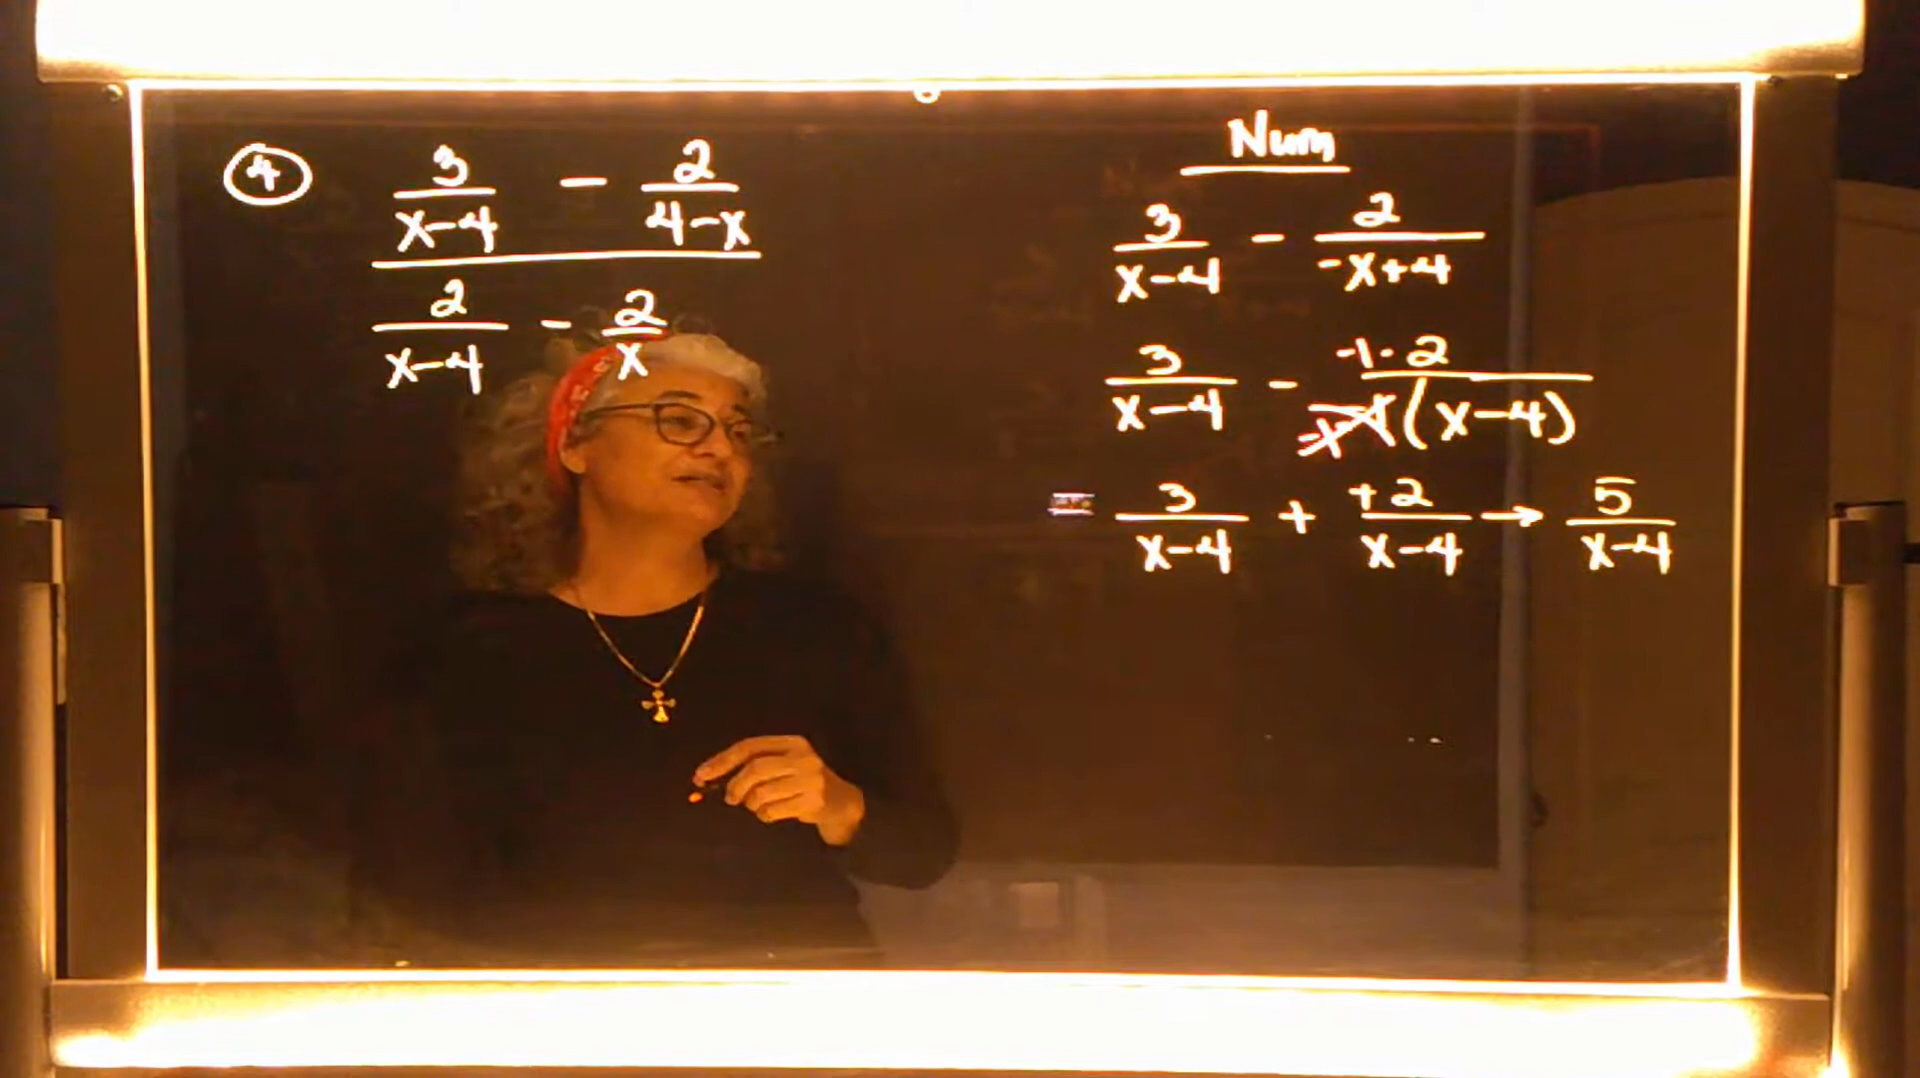 ④
3/(x-4) - 2/(4-x)
2/(x-4) - 2/x
Num
3/(x-4) - 2/(-x+4)
3/(x-4) - -1·2/(-1(x-4))
= 3/(x-4) + +2/(x-4) → 5/(x-4)